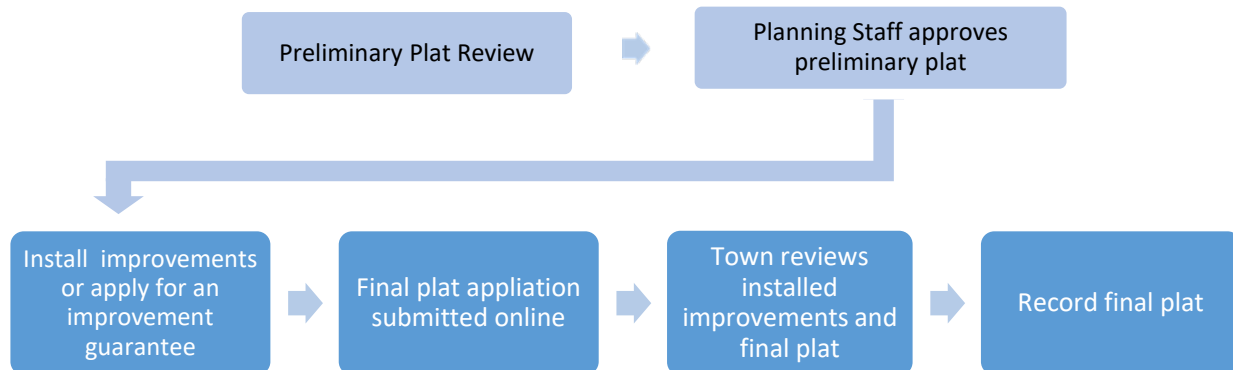 Preliminary Plat Review
Planning Staff approves
preliminary plat
Install improvements
or apply for an
improvement
guarantee
Final plat appliation
submitted online
Town reviews
installed
improvements and
final plat
Record final plat